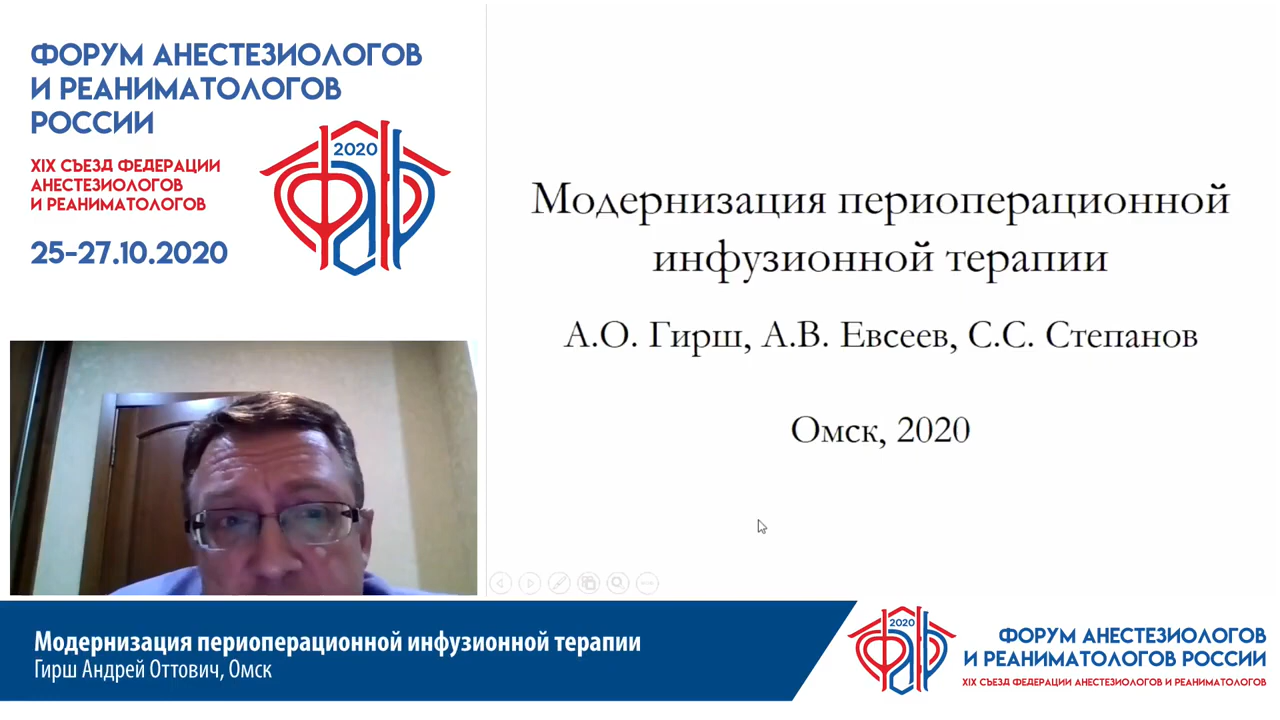 ФОРУМ АНЕСТЕЗИОЛОГОВ
И РЕАНИМАТОЛОГОВ
РОССИИ
XIX СЪЕЗД ФЕДЕРАЦИИ
АНЕСТЕЗИОЛОГОВ
И РЕАНИМАТОЛОГОВ
25-27.10.2020
2020
ФАР
Модернизация периоперационной
инфузионной терапии
А.О. Гирш, А.В. Евсеев, С.С. Степанов
Омск, 2020
Модернизация периоперационной инфузионной терапии
Гирш Андрей Оттович, Омск
2020
ФАР
ФОРУМ АНЕСТЕЗИОЛОГОВ
И РЕАНИМАТОЛОГОВ РОССИИ
XIX СЪЕЗД ФЕДЕРАЦИИ АНЕСТЕЗИОЛОГОВ И РЕАНИМАТОЛОГОВ